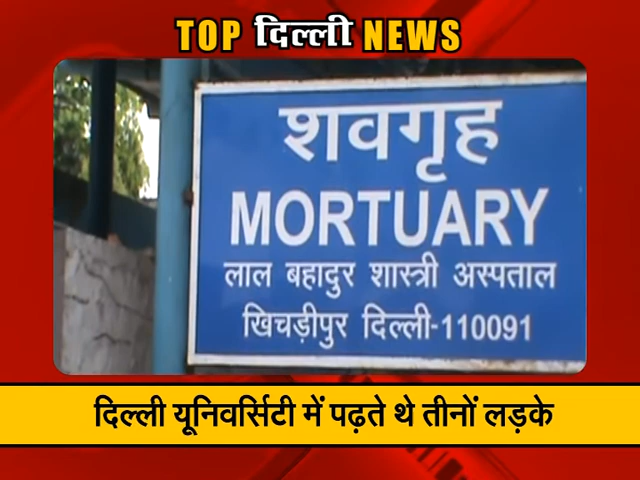 TOP दिल्ली NEWS
शवगृह
MORTUARY
लाल बहादुर शास्त्री अस्पताल
खिचड़ीपुर दिल्ली-110091
दिल्ली यूनिवर्सिटी में पढ़ते थे तीनों लड़के